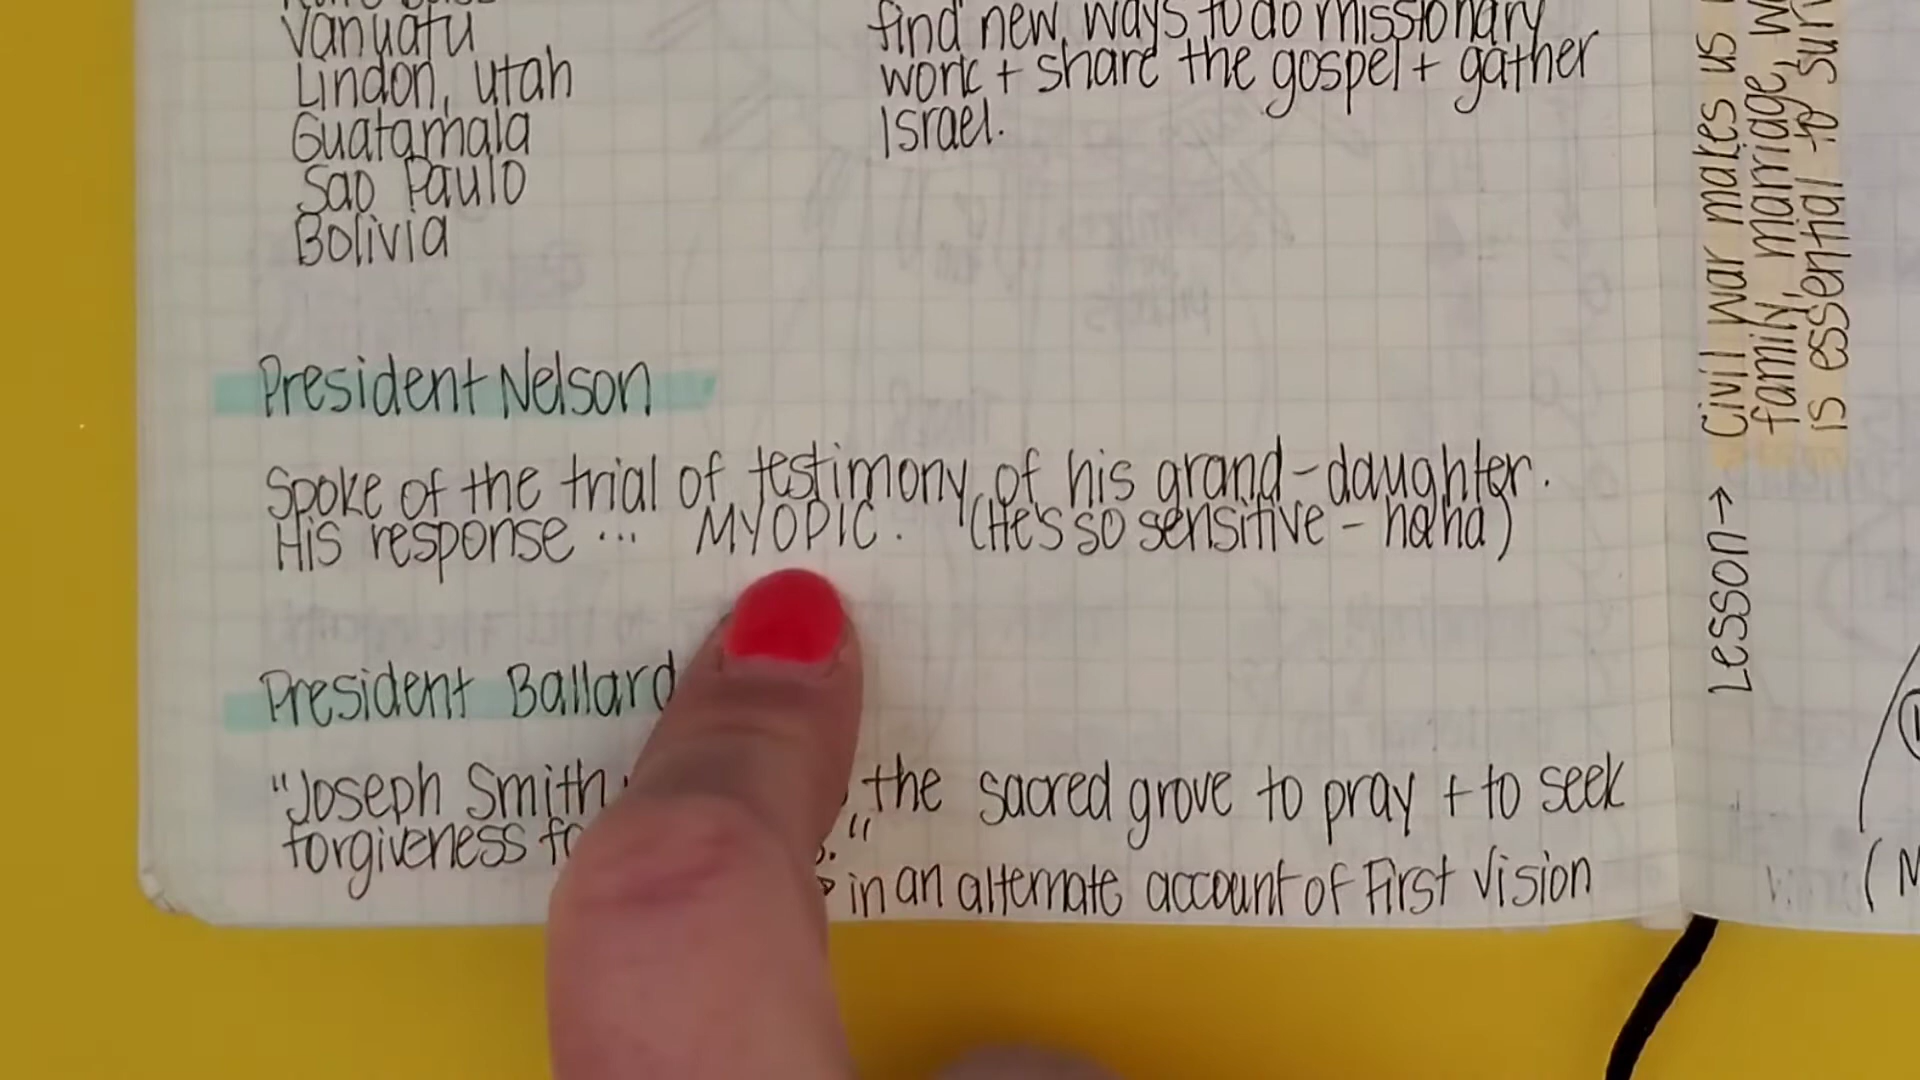 Vanuatu
Lindon, Utah
Guatamala
Sao Paulo
Bolivia
find new ways to do missionary
work + share the gospel + gather
Israel.
President Nelson
Spoke of the trial of testimony of his grand-daughter.
His response ... MYOPIC. (He's so sensitive - haha)
President Ballard
"Joseph Smith the sacred grove to pray + to seek
forgiveness
in an alternate account of First Vision
Lesson → Civil war makes us
family, marriage,
is essential to